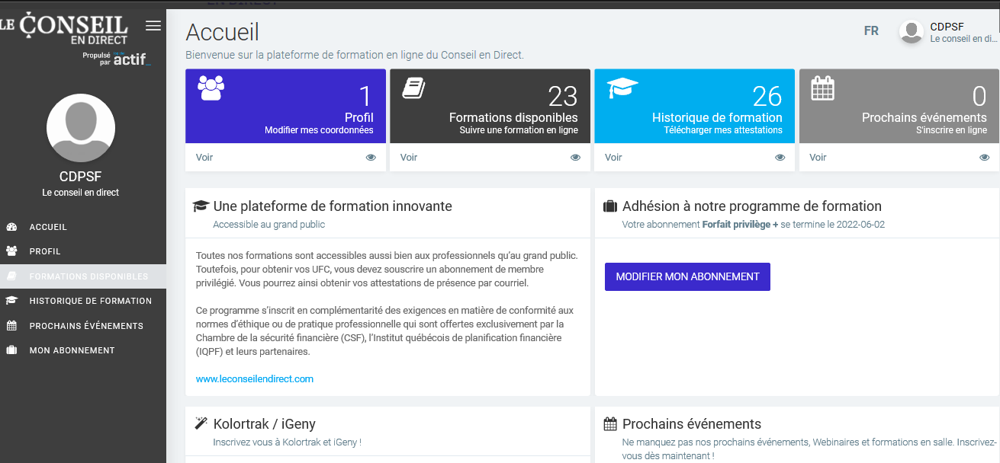 LE CONSEIL
EN DIRECT
Propulsé
par actif
CDPSF
Le conseil en direct
ACCUEIL
PROFIL
FORMATIONS DISPONIBLES
HISTORIQUE DE FORMATION
PROCHAINS ÉVÉNEMENTS
MON ABONNEMENT
Accueil
Bienvenue sur la plateforme de formation en ligne du Conseil en Direct.
FR
CDPSF
Le conseil en di...
1
Profil
Modifier mes coordonnées
Voir
23
Formations disponibles
Suivre une formation en ligne
Voir
26
Historique de formation
Télécharger mes attestations
Voir
0
Prochains événements
S'inscrire en ligne
Voir
Une plateforme de formation innovante
Accessible au grand public
Toutes nos formations sont accessibles aussi bien aux professionnels qu'au grand public.
Toutefois, pour obtenir vos UFC, vous devez souscrire un abonnement de membre
privilégié. Vous pourrez ainsi obtenir vos attestations de présence par courriel.
Ce programme s'inscrit en complémentarité des exigences en matière de conformité aux
normes d'éthique ou de pratique professionnelle qui sont offertes exclusivement par la
Chambre de la sécurité financière (CSF), l'Institut québécois de planification financière
(IQPF) et leurs partenaires.
www.leconseilendirect.com
Adhésion à notre programme de formation
Votre abonnement Forfait privilège + se termine le 2022-06-02
MODIFIER MON ABONNEMENT
Kolortrak / iGeny
Inscrivez vous à Kolortrak et iGeny !
Prochains événements
Ne manquez pas nos prochains événements, Webinaires et formations en salle. Inscrivez-
vous dès maintenant !